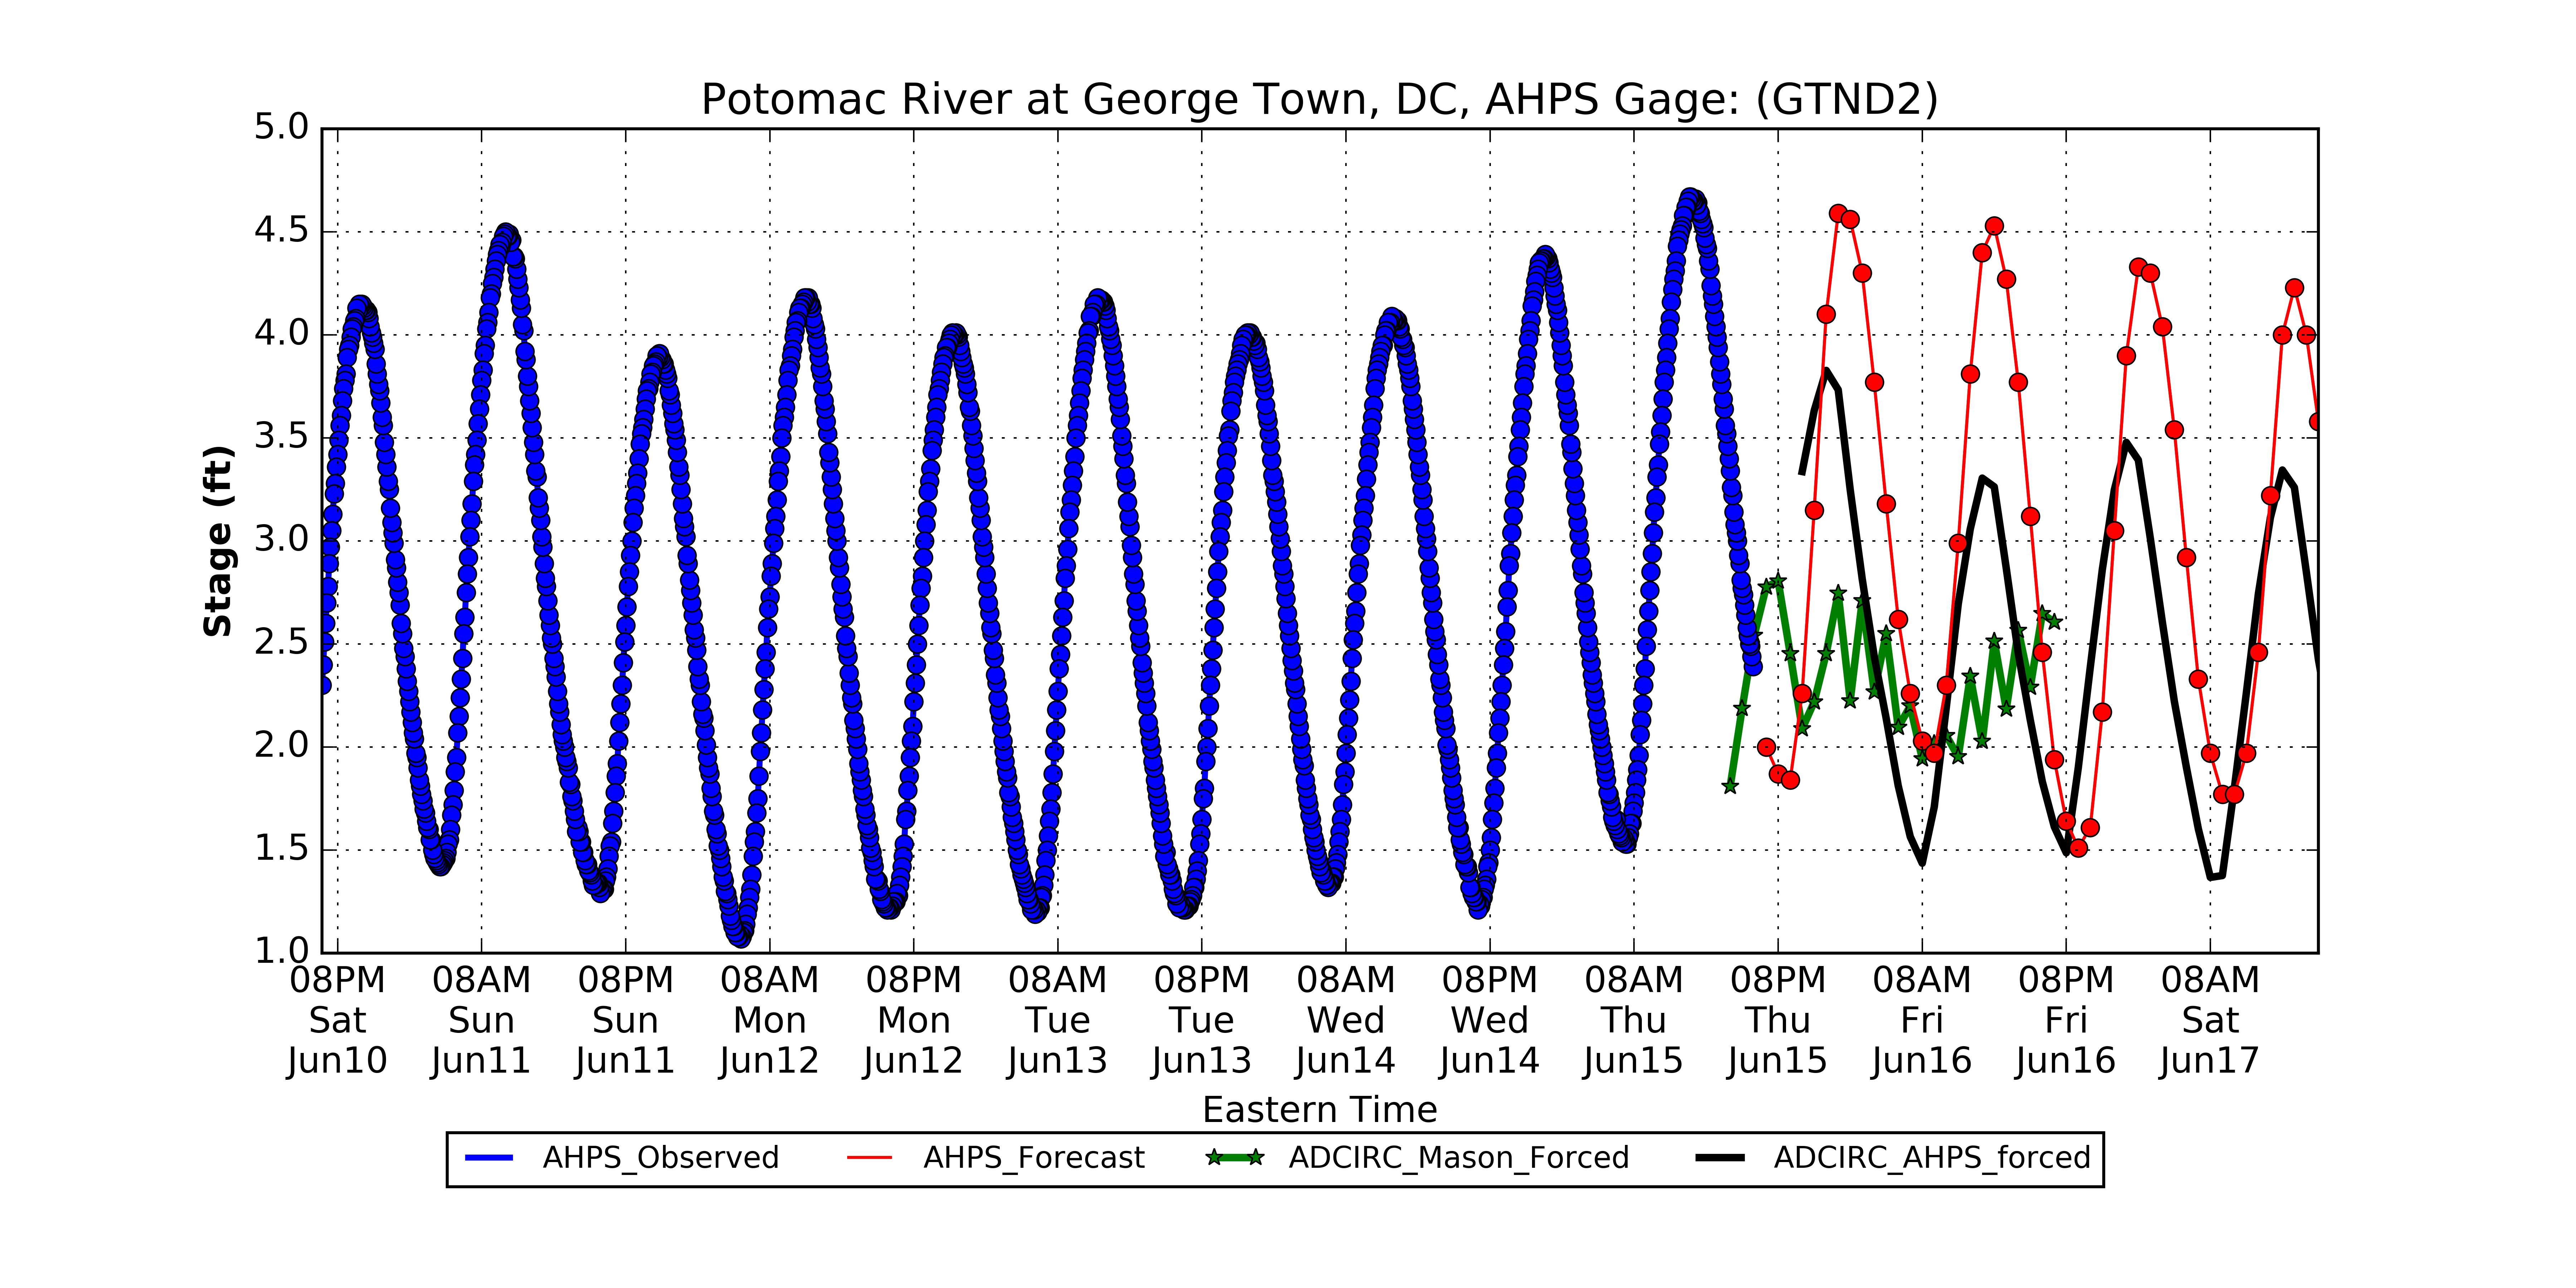 Potomac River at George Town, DC, AHPS Gage: (GTND2)
Stage (ft)
5.0
4.5
4.0
3.5
3.0
2.5
2.0
1.5
1.0
08PM 08AM 08PM 08AM 08PM 08AM 08PM 08AM 08PM 08AM 08PM 08AM 08PM 08AM
Sat Sun Sun Mon Mon Tue Tue Wed Wed Thu Thu Fri Fri Sat
Jun10 Jun11 Jun11 Jun12 Jun12 Jun13 Jun13 Jun14 Jun14 Jun15 Jun15 Jun16 Jun16 Jun17
Eastern Time
AHPS_Observed AHPS_Forecast ADCIRC_Mason_Forced ADCIRC_AHPS_forced